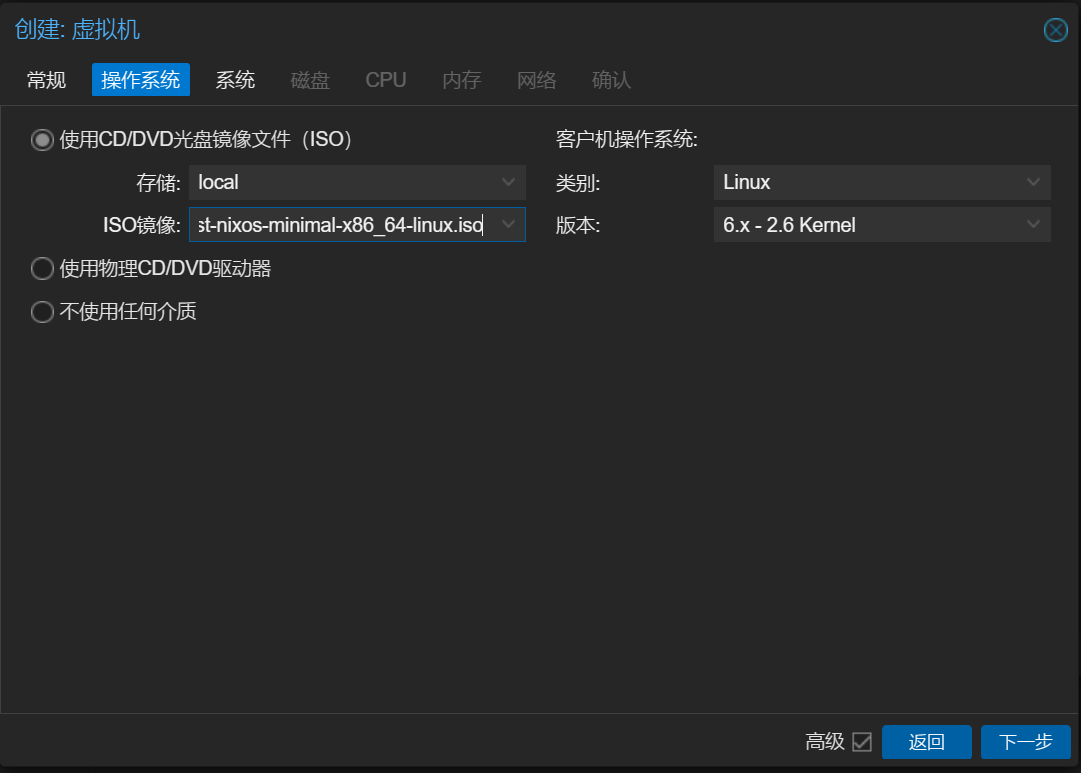 创建: 虚拟机
常规 操作系统 系统 磁盘 CPU 内存 网络 确认
使用CD/DVD光盘镜像文件（ISO） 客户机操作系统:
存储: local 类别: Linux
ISO镜像: st-nixos-minimal-x86_64-linux.iso 版本: 6.x - 2.6 Kernel
使用物理CD/DVD驱动器
不使用任何介质
高级 返回 下一步